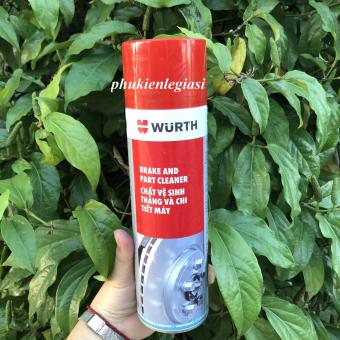 phukienlegiasi
WÜRTH
BRAKE AND
PART CLEANER
CHẤT VỆ SINH
THẮNG VÀ CHI
TIẾT MÁY